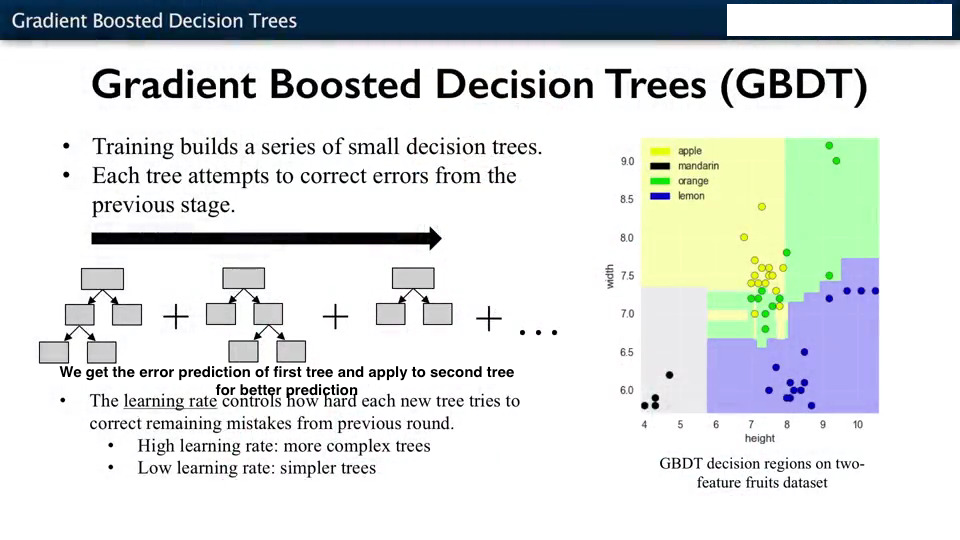 Gradient Boosted Decision Trees
Gradient Boosted Decision Trees (GBDT)
• Training builds a series of small decision trees.
• Each tree attempts to correct errors from the
previous stage.
+ + + ...
We get the error prediction of first tree and apply to second tree
for better prediction
• The learning rate controls how hard each new tree tries to
correct remaining mistakes from previous round.
• High learning rate: more complex trees
• Low learning rate: simpler trees
apple
mandarin
orange
lemon
9.0
8.5
8.0
7.5
7.0
6.5
6.0
width
4 5 6 7 8 9 10
height
GBDT decision regions on two-
feature fruits dataset